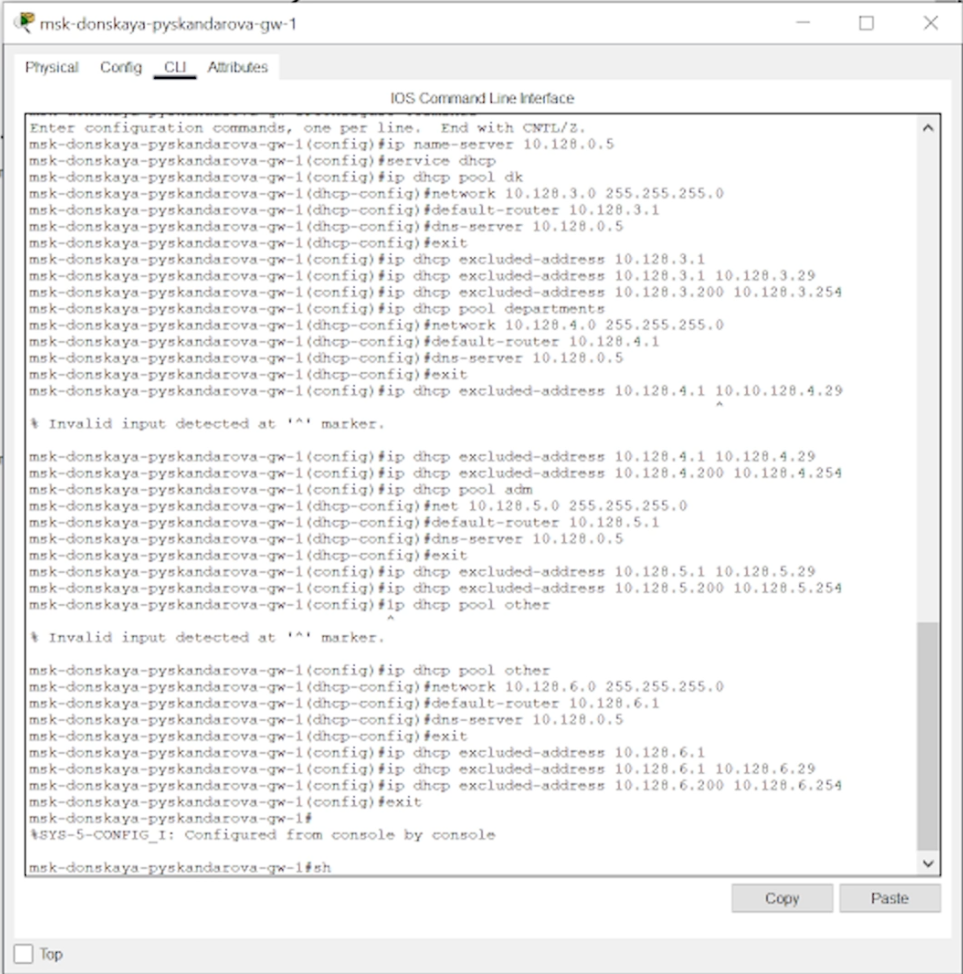 msk-donskaya-pyskandarova-gw-1
Physical Config CLI Attributes
IOS Command Line Interface
Enter configuration commands, one per line.  End with CNTL/Z.
msk-donskaya-pyskandarova-gw-1(config)#ip name-server 10.128.0.5
msk-donskaya-pyskandarova-gw-1(config)#service dhcp
msk-donskaya-pyskandarova-gw-1(config)#ip dhcp pool dk
msk-donskaya-pyskandarova-gw-1(dhcp-config)#network 10.128.3.0 255.255.255.0
msk-donskaya-pyskandarova-gw-1(dhcp-config)#default-router 10.128.3.1
msk-donskaya-pyskandarova-gw-1(dhcp-config)#dns-server 10.128.0.5
msk-donskaya-pyskandarova-gw-1(dhcp-config)#exit
msk-donskaya-pyskandarova-gw-1(config)#ip dhcp excluded-address 10.128.3.1
msk-donskaya-pyskandarova-gw-1(config)#ip dhcp excluded-address 10.128.3.1 10.128.3.29
msk-donskaya-pyskandarova-gw-1(config)#ip dhcp excluded-address 10.128.3.200 10.128.3.254
msk-donskaya-pyskandarova-gw-1(config)#ip dhcp pool departments
msk-donskaya-pyskandarova-gw-1(dhcp-config)#network 10.128.4.0 255.255.255.0
msk-donskaya-pyskandarova-gw-1(dhcp-config)#default-router 10.128.4.1
msk-donskaya-pyskandarova-gw-1(dhcp-config)#dns-server 10.128.0.5
msk-donskaya-pyskandarova-gw-1(dhcp-config)#exit
msk-donskaya-pyskandarova-gw-1(config)#ip dhcp excluded-address 10.128.4.1 10.10.128.4.29
^
% Invalid input detected at '^' marker.
msk-donskaya-pyskandarova-gw-1(config)#ip dhcp excluded-address 10.128.4.1 10.128.4.29
msk-donskaya-pyskandarova-gw-1(config)#ip dhcp excluded-address 10.128.4.200 10.128.4.254
msk-donskaya-pyskandarova-gw-1(config)#ip dhcp pool adm
msk-donskaya-pyskandarova-gw-1(dhcp-config)#net 10.128.5.0 255.255.255.0
msk-donskaya-pyskandarova-gw-1(dhcp-config)#default-router 10.128.5.1
msk-donskaya-pyskandarova-gw-1(dhcp-config)#dns-server 10.128.0.5
msk-donskaya-pyskandarova-gw-1(dhcp-config)#exit
msk-donskaya-pyskandarova-gw-1(config)#ip dhcp excluded-address 10.128.5.1 10.128.5.29
msk-donskaya-pyskandarova-gw-1(config)#ip dhcp excluded-address 10.128.5.200 10.128.5.254
msk-donskaya-pyskandarova-gw-1(config)#1p dhcp pool other
^
% Invalid input detected at '^' marker.
msk-donskaya-pyskandarova-gw-1(config)#ip dhcp pool other
msk-donskaya-pyskandarova-gw-1(dhcp-config)#network 10.128.6.0 255.255.255.0
msk-donskaya-pyskandarova-gw-1(dhcp-config)#default-router 10.128.6.1
msk-donskaya-pyskandarova-gw-1(dhcp-config)#dns-server 10.128.0.5
msk-donskaya-pyskandarova-gw-1(dhcp-config)#exit
msk-donskaya-pyskandarova-gw-1(config)#ip dhcp excluded-address 10.128.6.1
msk-donskaya-pyskandarova-gw-1(config)#ip dhcp excluded-address 10.128.6.1 10.128.6.29
msk-donskaya-pyskandarova-gw-1(config)#ip dhcp excluded-address 10.128.6.200 10.128.6.254
msk-donskaya-pyskandarova-gw-1(config)#exit
msk-donskaya-pyskandarova-gw-1#
%SYS-5-CONFIG_I: Configured from console by console
msk-donskaya-pyskandarova-gw-1#sh
Copy Paste
Top